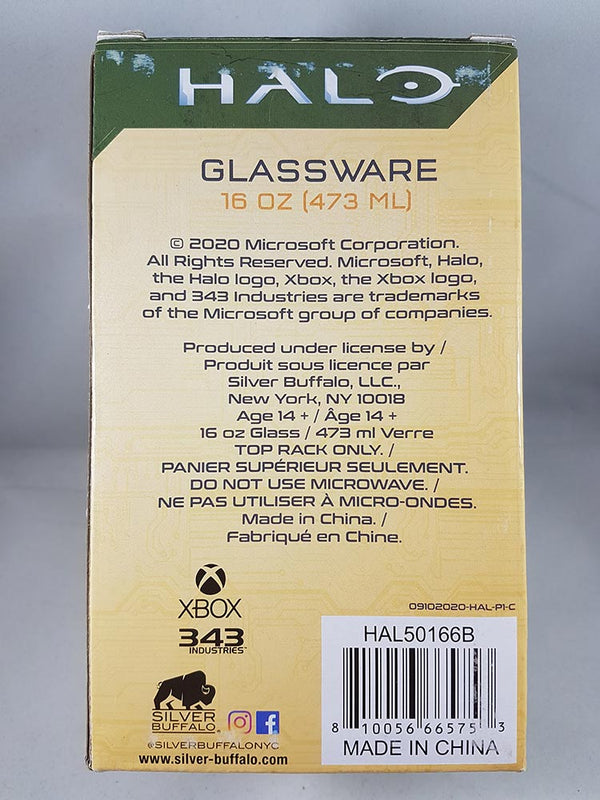 HALO
GLASSWARE
16 OZ (473 ML)
© 2020 Microsoft Corporation.
All Rights Reserved. Microsoft, Halo,
the Halo logo, Xbox, the Xbox logo,
and 343 Industries are trademarks
of the Microsoft group of companies.
Produced under license by /
Produit sous licence par
Silver Buffalo, LLC.,
New York, NY 10018
Age 14 + / Âge 14 +
16 oz Glass / 473 ml Verre
TOP RACK ONLY. /
PANIER SUPÉRIEUR SEULEMENT.
DO NOT USE MICROWAVE. /
NE PAS UTILISER À MICRO-ONDES.
Made in China. /
Fabriqué en Chine.
XBOX
343
INDUSTRIES™
SILVER
BUFFALO
@SILVERBUFFALONYC
www.silver-buffalo.com
09102020-HAL-P1-C
HAL50166B
8 10056 66575 3
MADE IN CHINA